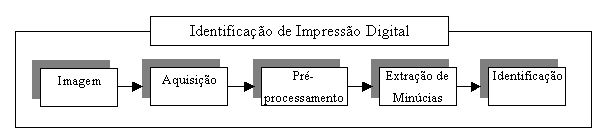 Identificação de Impressão Digital
Imagem
Aquisição
Pré-
processamento
Extração de
Minúcias
Identificação